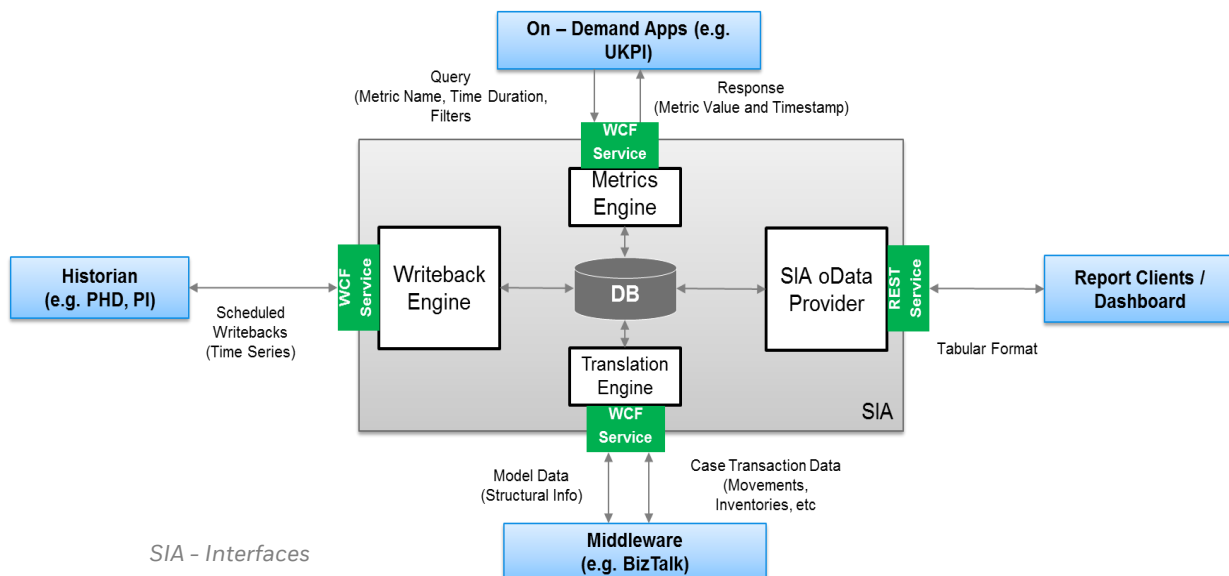 On – Demand Apps (e.g.
UKPI)
Query
(Metric Name, Time Duration,
Filters
Response
(Metric Value and Timestamp)
WCF
Service
Metrics
Engine
Historian
(e.g. PHD, PI)
Scheduled
Writebacks
(Time Series)
WCF
Service
Writeback
Engine
DB
SIA oData
Provider
REST
Service
Report Clients /
Dashboard
Tabular Format
Translation
Engine
SIA
WCF
Service
Model Data
(Structural Info)
Case Transaction Data
(Movements,
Inventories, etc
Middleware
(e.g. BizTalk)
SIA - Interfaces